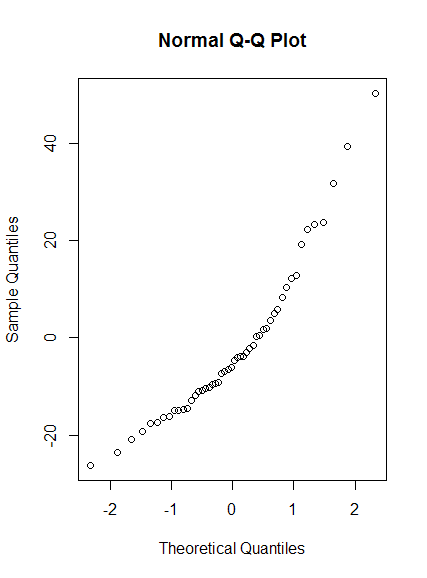 Normal Q-Q Plot
Sample Quantiles
40
20
0
-20
-2 -1 0 1 2
Theoretical Quantiles